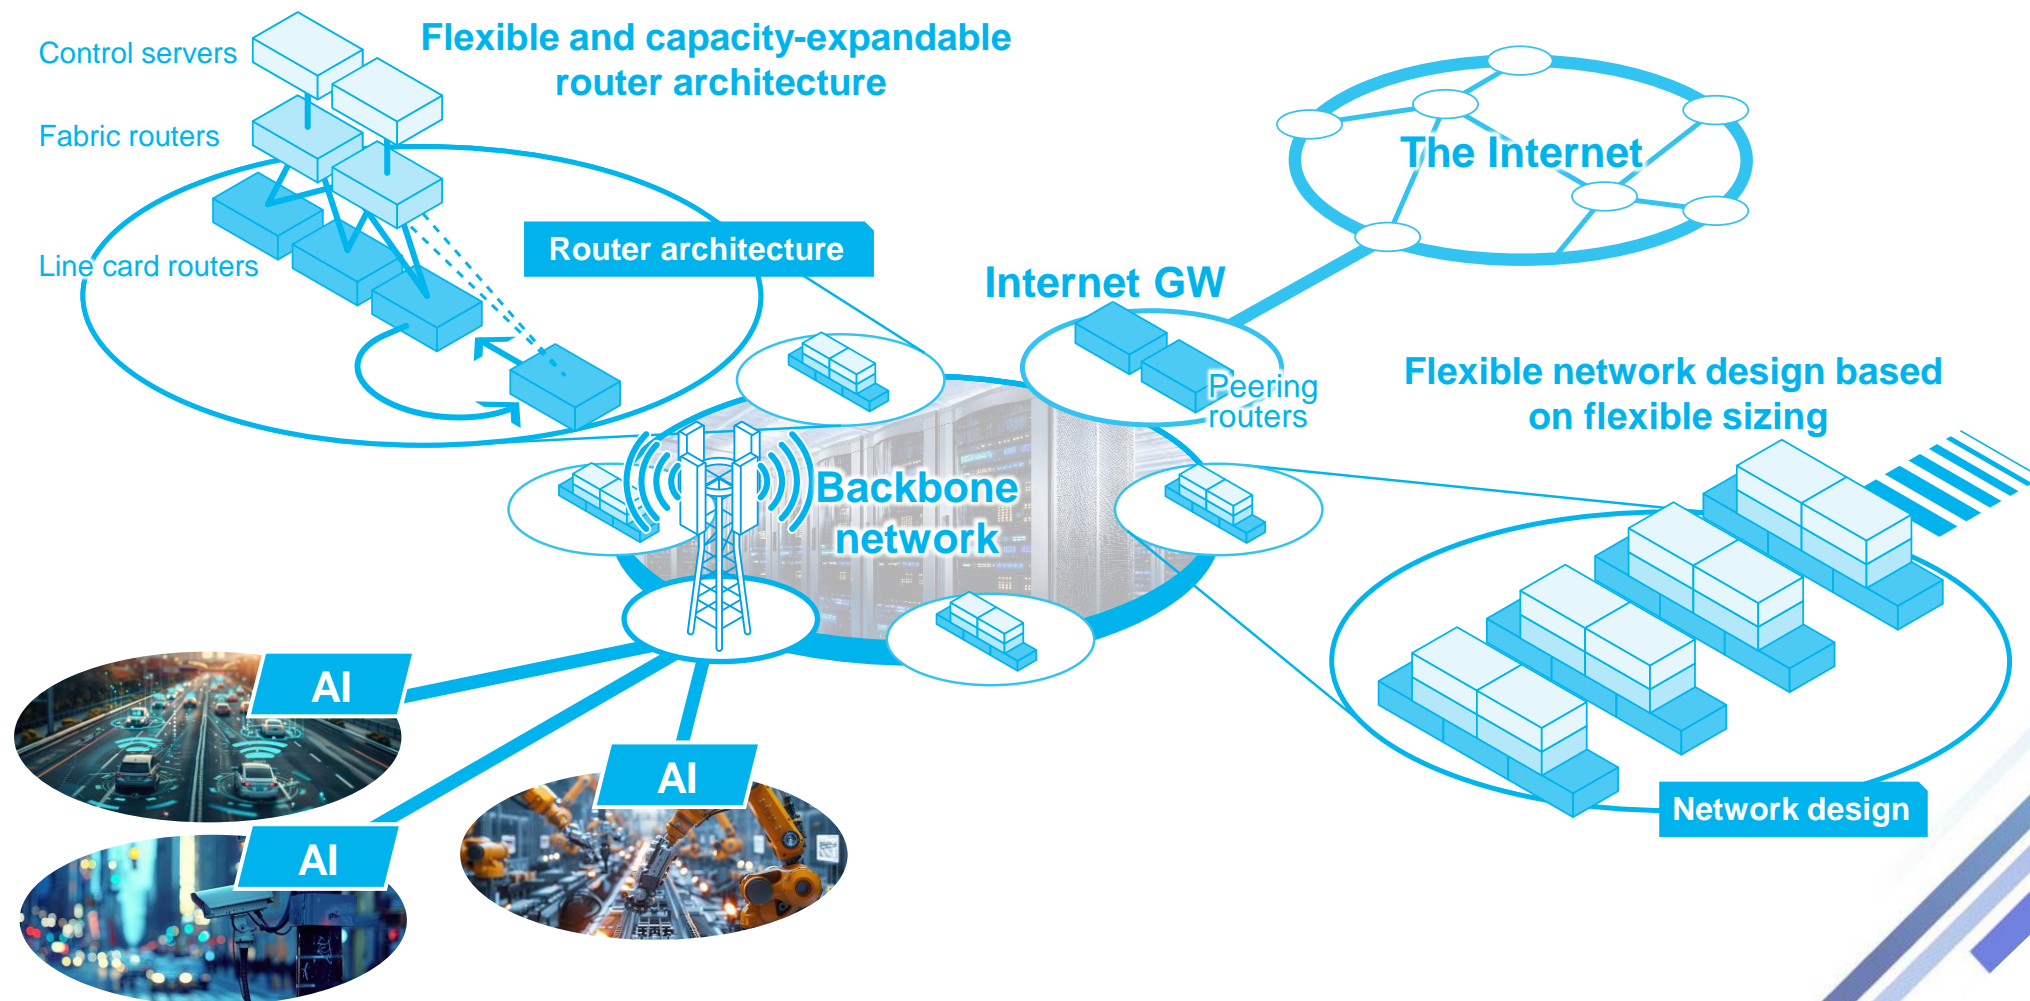 Control servers
Flexible and capacity-expandable
router architecture
Fabric routers
Line card routers
Router architecture
The Internet
Internet GW
Peering
routers
Flexible network design based
on flexible sizing
Backbone
network
Network design
AI
AI
AI